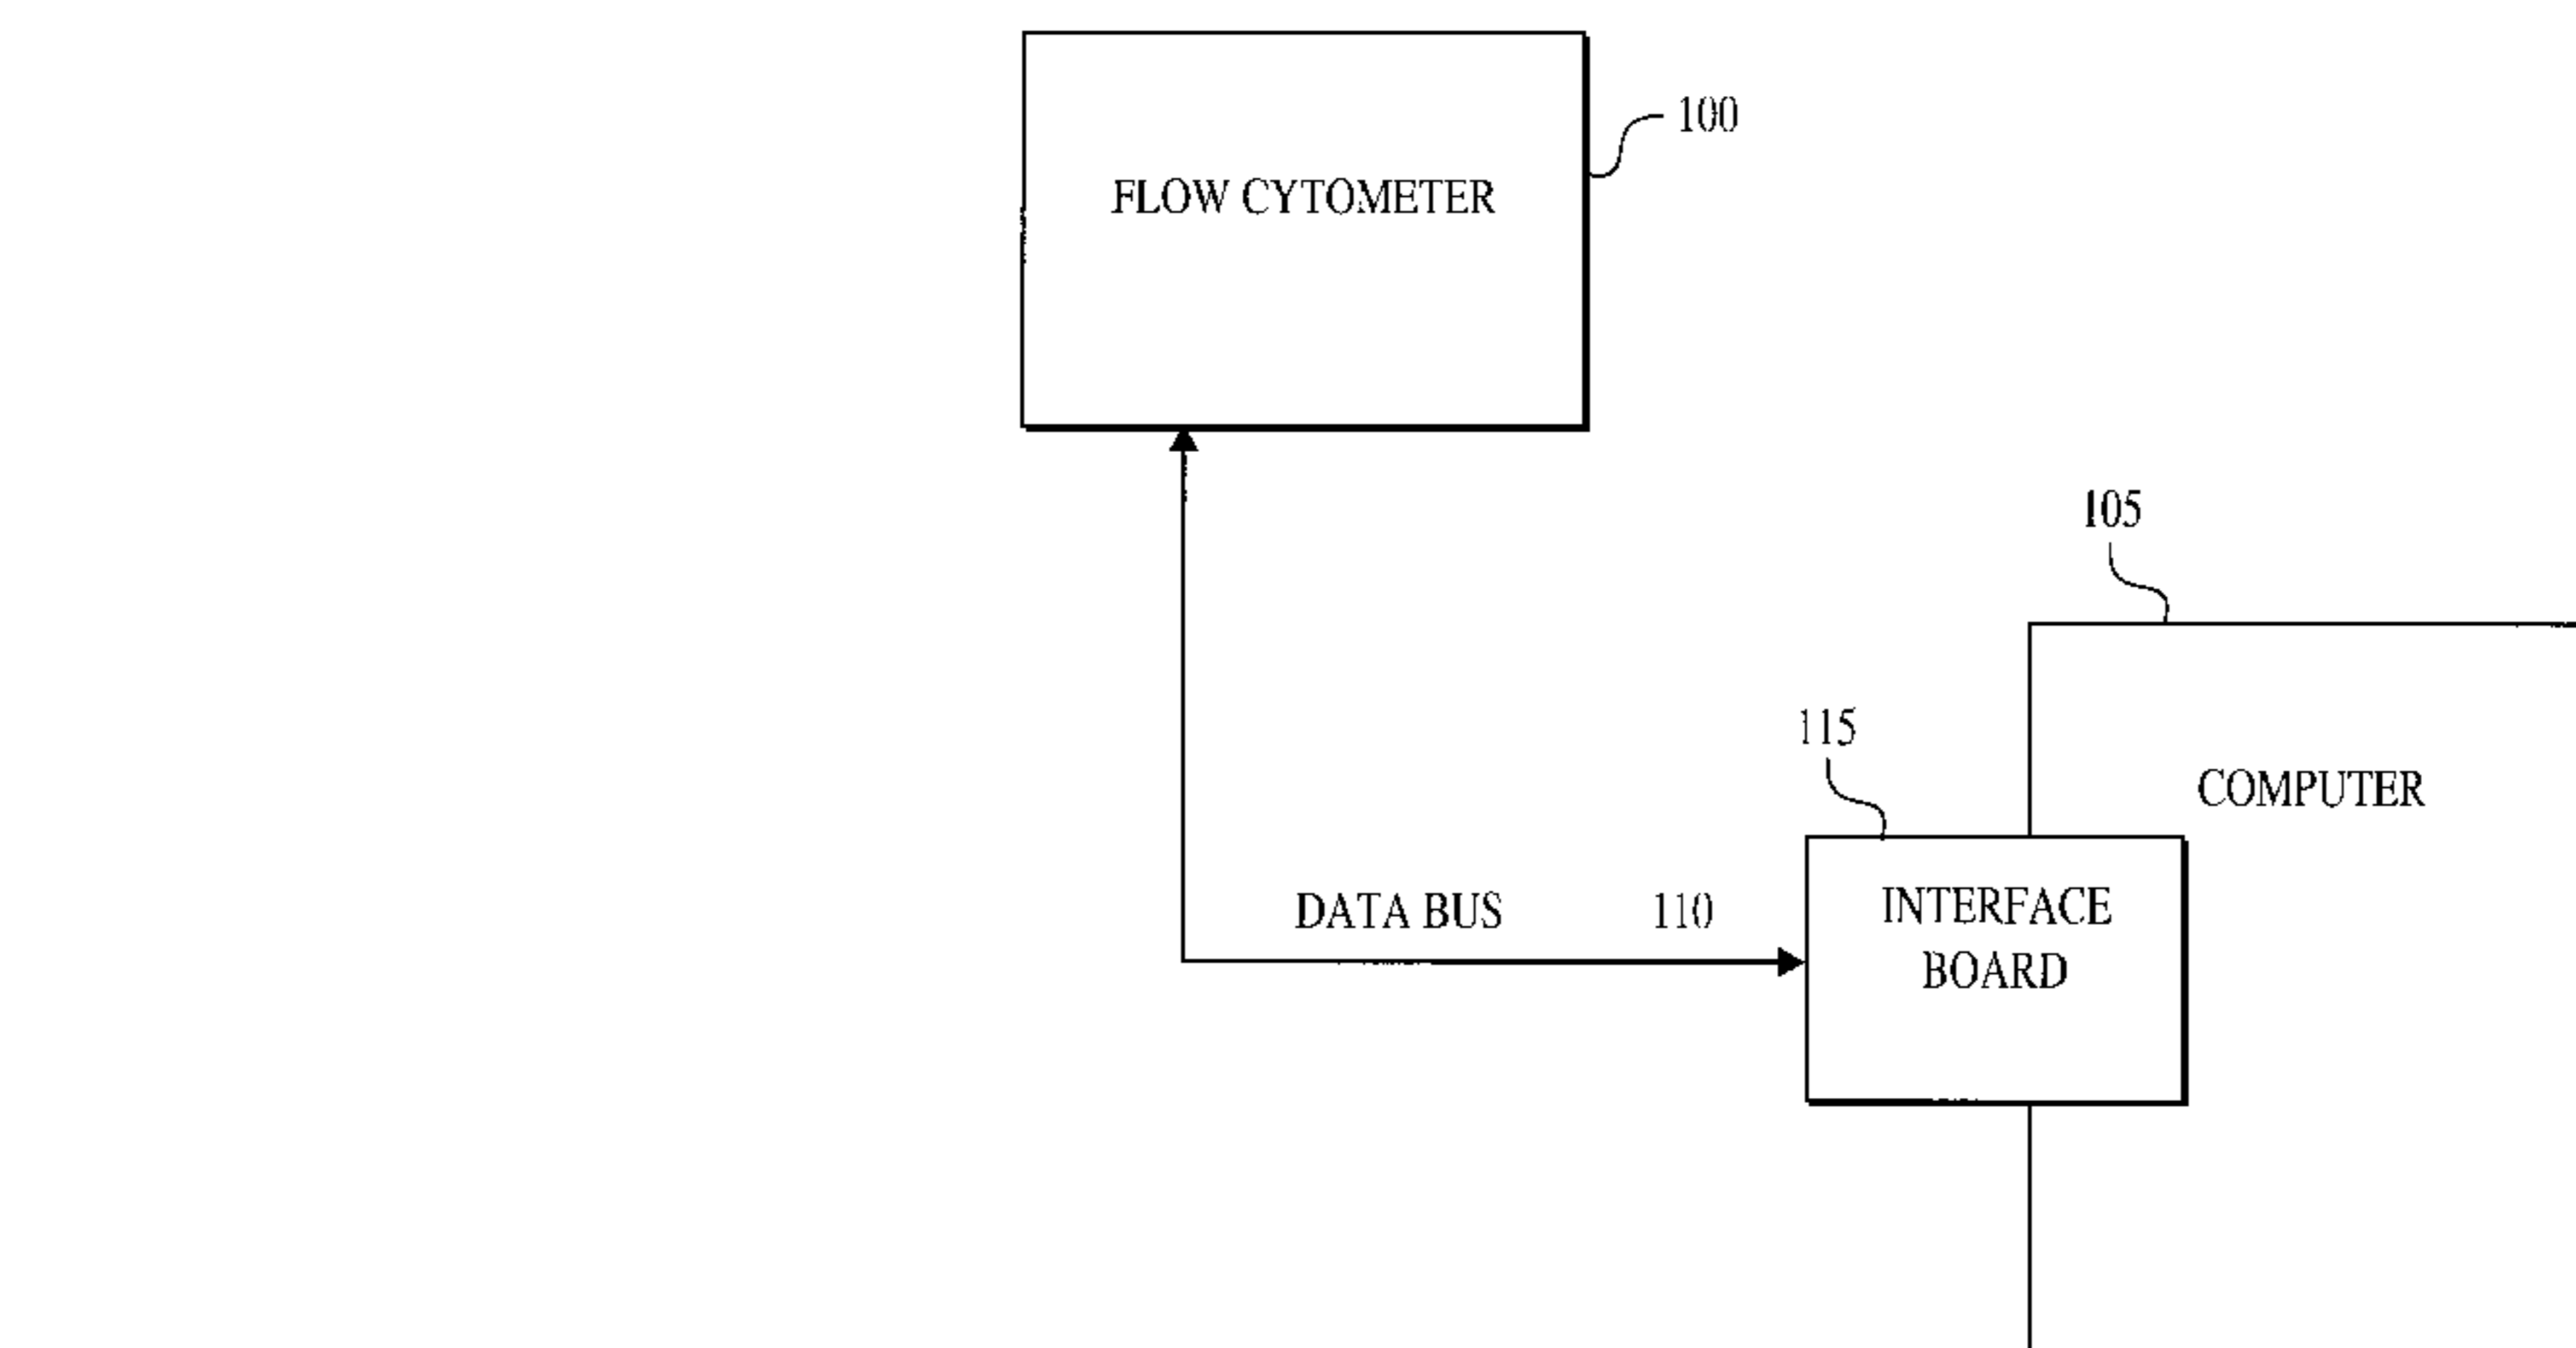 100
FLOW CYTOMETER
105
115
COMPUTER
DATA BUS 110
INTERFACE
BOARD